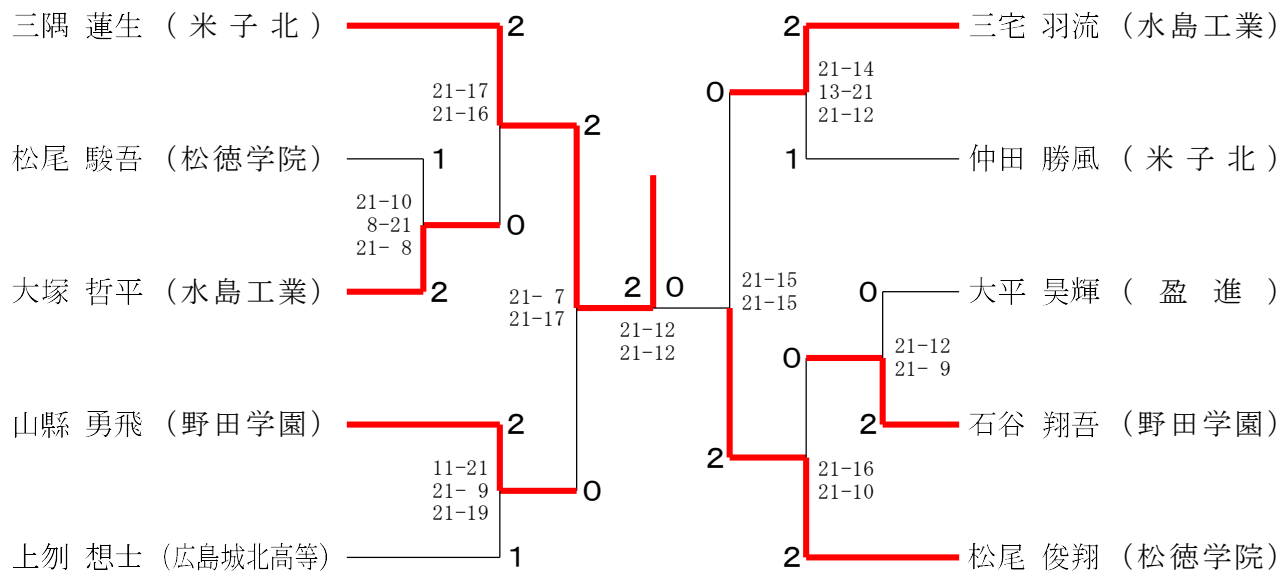 三隅 蓮生 (米子北) 2
21-17
21-16
2
松尾 駿吾 (松徳学院) 1
21-10
8-21
21- 8
0
大塚 哲平 (水島工業) 2
21- 7
21-17
山縣 勇飛 (野田学園) 2
11-21
21- 9
21-19
0
上刎 想士 (広島城北高等) 1
2 0
21-12
21-12
2 三宅 羽流 (水島工業)
0
21-14
13-21
21-12
1 仲田 勝風 (米子北)
21-15
21-15
0 大平 昊輝 (盈進)
0
21-12
21- 9
2 石谷 翔吾 (野田学園)
2
21-16
21-10
2 松尾 俊翔 (松徳学院)